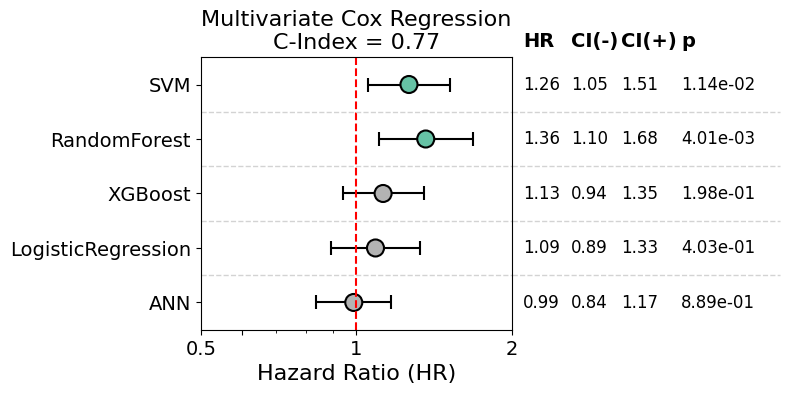 Multivariate Cox Regression
C-Index = 0.77
HR CI(-) CI(+) p
SVM 1.26 1.05 1.51 1.14e-02
RandomForest 1.36 1.10 1.68 4.01e-03
XGBoost 1.13 0.94 1.35 1.98e-01
LogisticRegression 1.09 0.89 1.33 4.03e-01
ANN 0.99 0.84 1.17 8.89e-01
0.5 1 2
Hazard Ratio (HR)